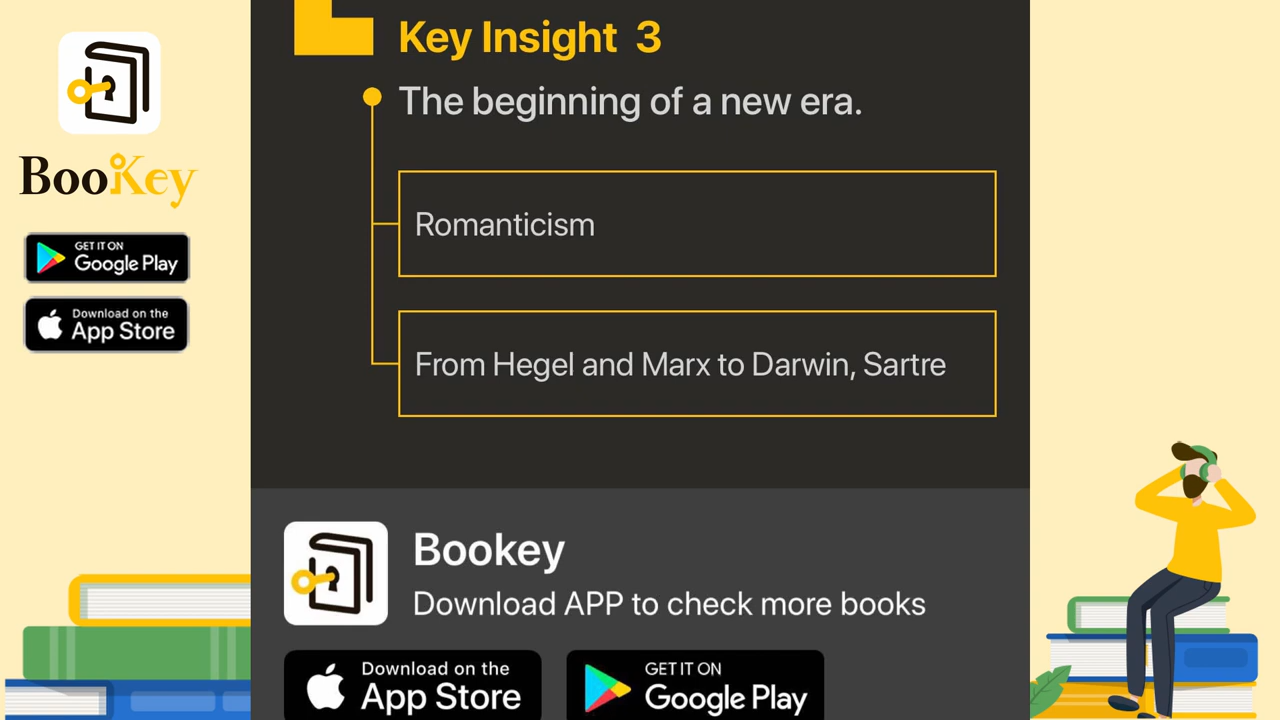 BooKey
GET IT ON
Google Play
Download on the
App Store
Key Insight 3
The beginning of a new era.
Romanticism
From Hegel and Marx to Darwin, Sartre
Bookey
Download APP to check more books
Download on the
App Store
GET IT ON
Google Play